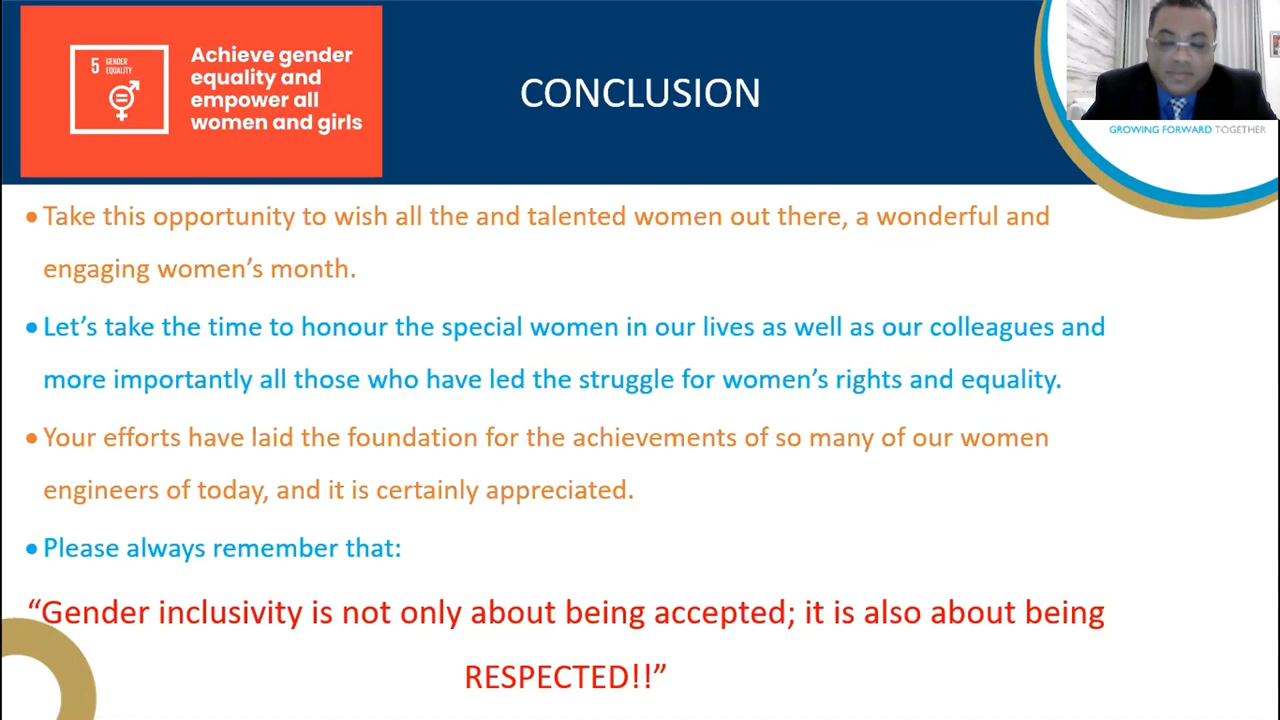 5 GENDER
EQUALITY
Achieve gender
equality and
empower all
women and girls
CONCLUSION
GROWING FORWARD TOGETHER
•Take this opportunity to wish all the and talented women out there, a wonderful and
engaging women’s month.
•Let’s take the time to honour the special women in our lives as well as our colleagues and
more importantly all those who have led the struggle for women’s rights and equality.
•Your efforts have laid the foundation for the achievements of so many of our women
engineers of today, and it is certainly appreciated.
•Please always remember that:
“Gender inclusivity is not only about being accepted; it is also about being
RESPECTED!!”